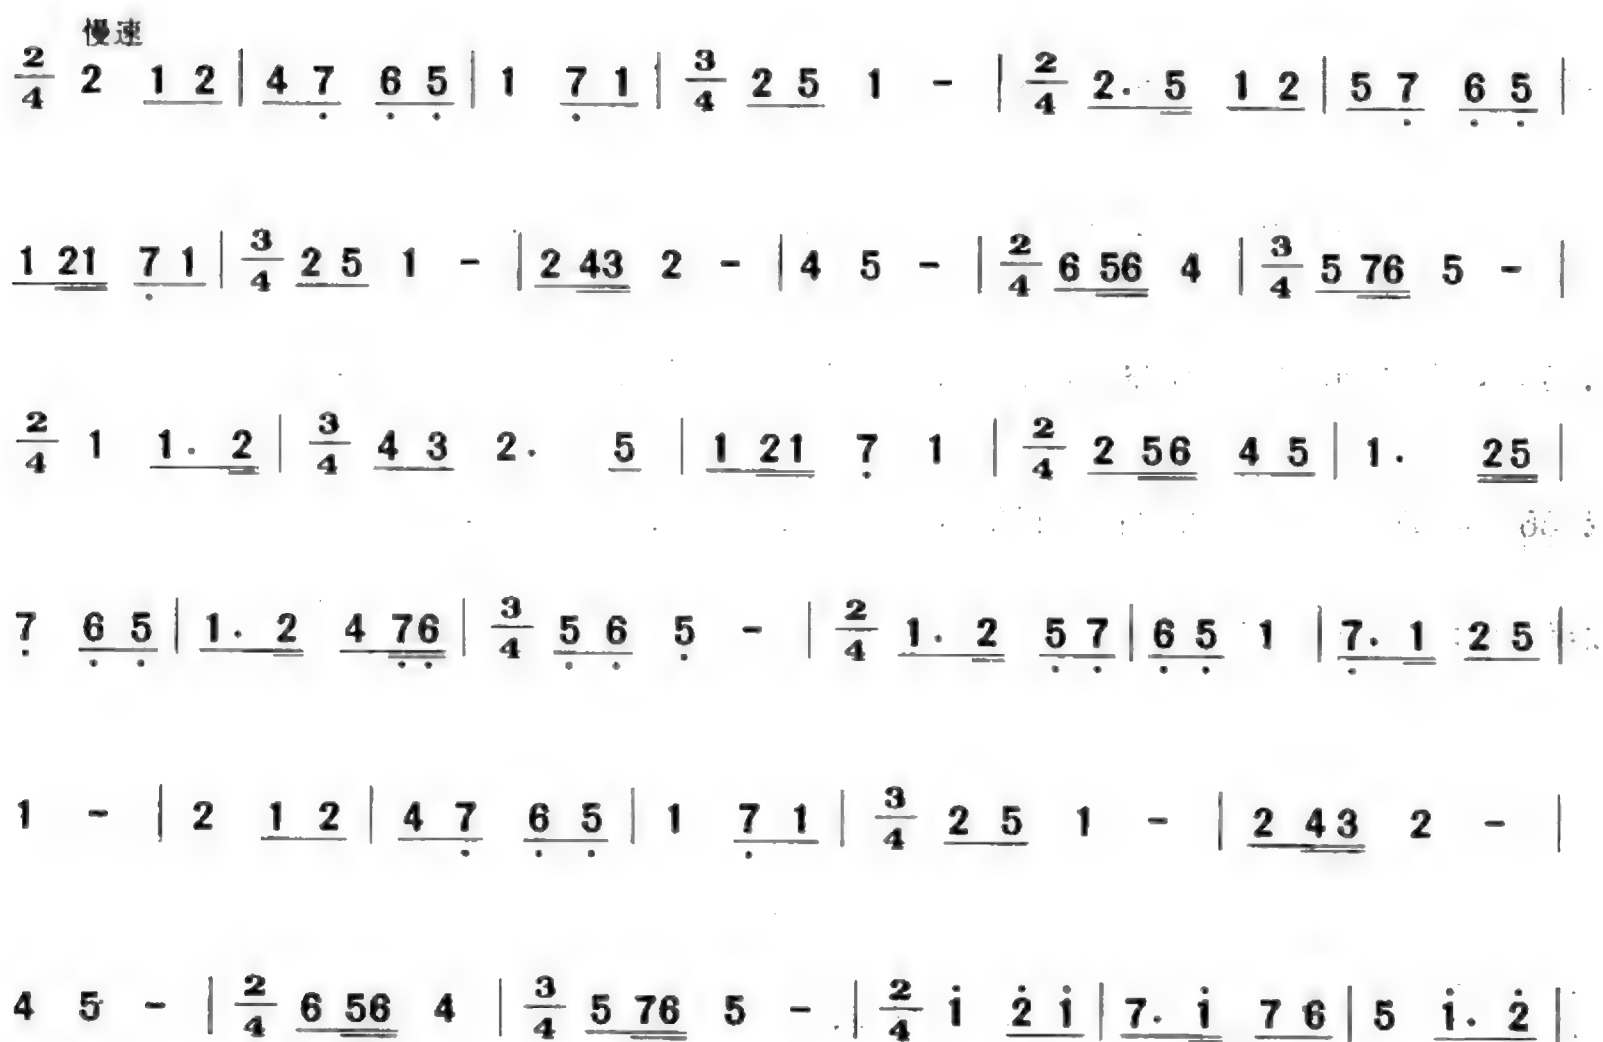 慢速
2/4 2 1 2 | 4 7̣ 6̣ 5̣ | 1 7̣ 1 | 3/4 2 5 1 - | 2/4 2. 5 1 2 | 5 7̣ 6̣ 5̣ |
1 21 7̣ 1 | 3/4 2 5 1 - | 2 43 2 - | 4 5 - | 2/4 6 56 4 | 3/4 5 76 5 - |
2/4 1 1. 2 | 3/4 4 3 2. 5 | 1 21 7̣ 1 | 2/4 2 56 4 5 | 1. 25 |
7̣ 6̣ 5̣ | 1. 2 4 7̣6̣ | 3/4 5̣ 6̣ 5̣ - | 2/4 1. 2 5̣ 7̣ | 6̣ 5̣ 1 | 7̣. 1 2 5 |
1 - | 2 1 2 | 4 7̣ 6̣ 5̣ | 1 7̣ 1 | 3/4 2 5 1 - | 2 43 2 - |
4 5 - | 2/4 6 56 4 | 3/4 5 76 5 - | 2/4 1̇ 2̇ 1̇ | 7. 1̇ 7 6 | 5 1̇. 2̇ |